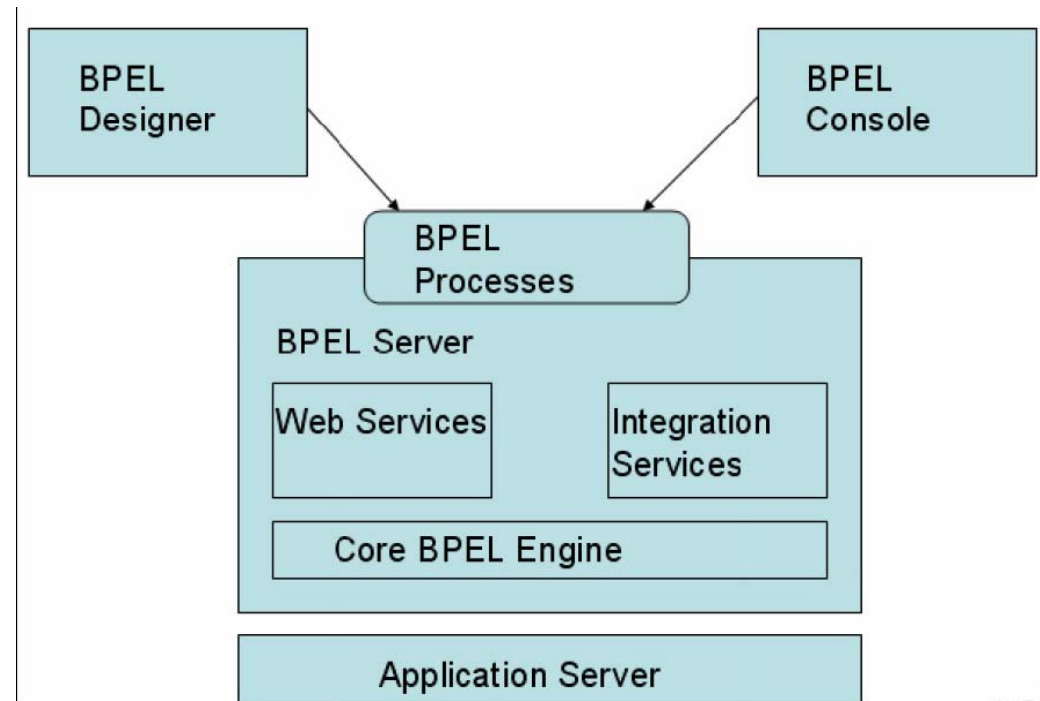 BPEL
Designer
BPEL
Console
BPEL
Processes
BPEL Server
Web Services
Integration
Services
Core BPEL Engine
Application Server